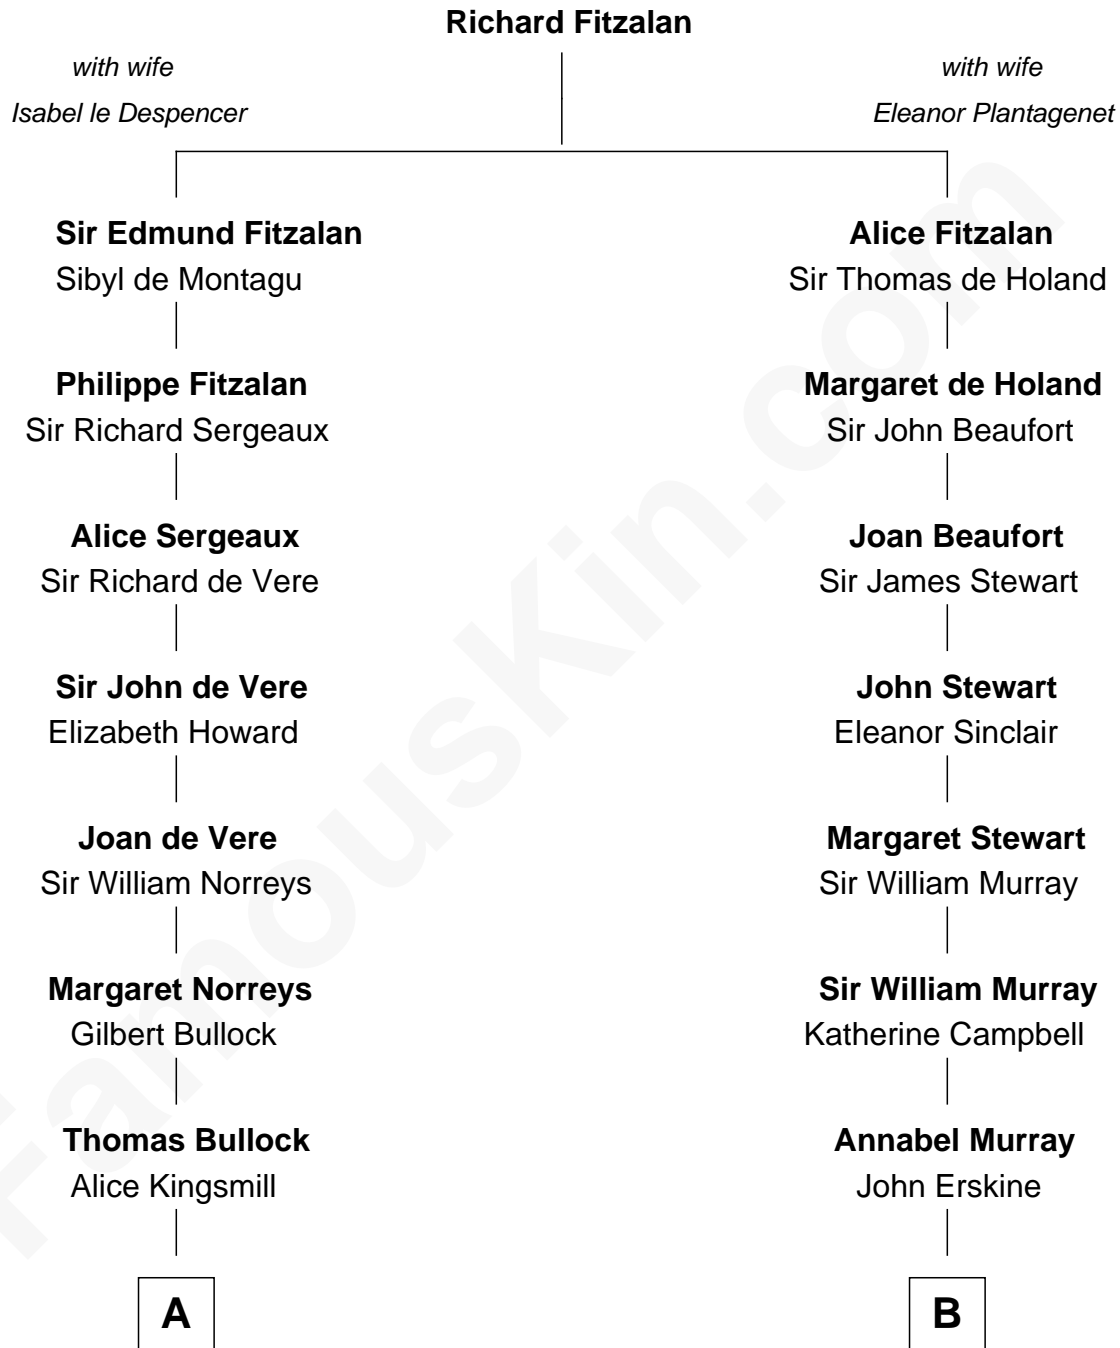 Richard Fitzalan
with wife
Isabel le Despencer
with wife
Eleanor Plantagenet
Sir Edmund Fitzalan
Sibyl de Montagu
Alice Fitzalan
Sir Thomas de Holand
Philippe Fitzalan
Sir Richard Sergeaux
Margaret de Holand
Sir John Beaufort
Alice Sergeaux
Sir Richard de Vere
Joan Beaufort
Sir James Stewart
Sir John de Vere
Elizabeth Howard
John Stewart
Eleanor Sinclair
Joan de Vere
Sir William Norreys
Margaret Stewart
Sir William Murray
Margaret Norreys
Gilbert Bullock
Sir William Murray
Katherine Campbell
Thomas Bullock
Alice Kingsmill
Annabel Murray
John Erskine
A
B
FamousKin.com